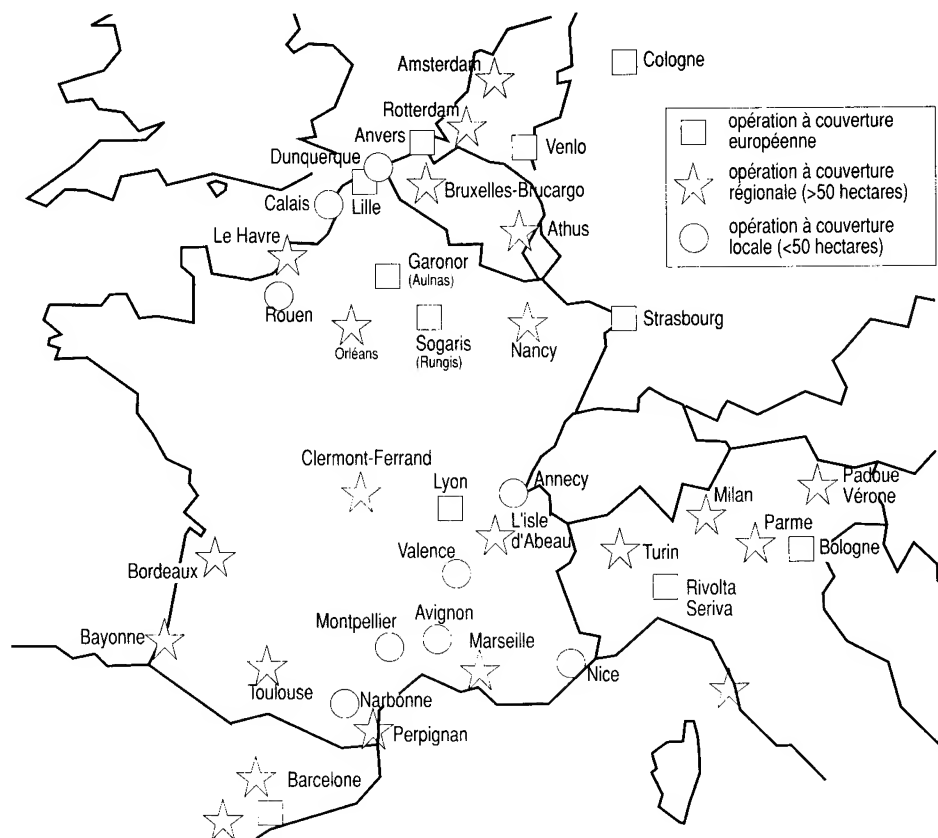 Amsterdam
Cologne
Rotterdam
Anvers
Venlo
Dunquerque
Bruxelles-Brucargo
Lille
Calais
Athus
Le Havre
Garonor
(Aulnas)
Rouen
Sogaris
(Rungis)
Orléans
Nancy
Strasbourg
opération à couverture
européenne
opération à couverture
régionale (>50 hectares)
opération à couverture
locale (<50 hectares)
Clermont-Ferrand
Lyon
Annecy
L'isle
d'Abeau
Padoue
Vérone
Milan
Parme
Bologne
Turin
Valence
Bordeaux
Rivolta
Seriva
Montpellier
Avignon
Marseille
Bayonne
Nice
Toulouse
Narbonne
Perpignan
Barcelone